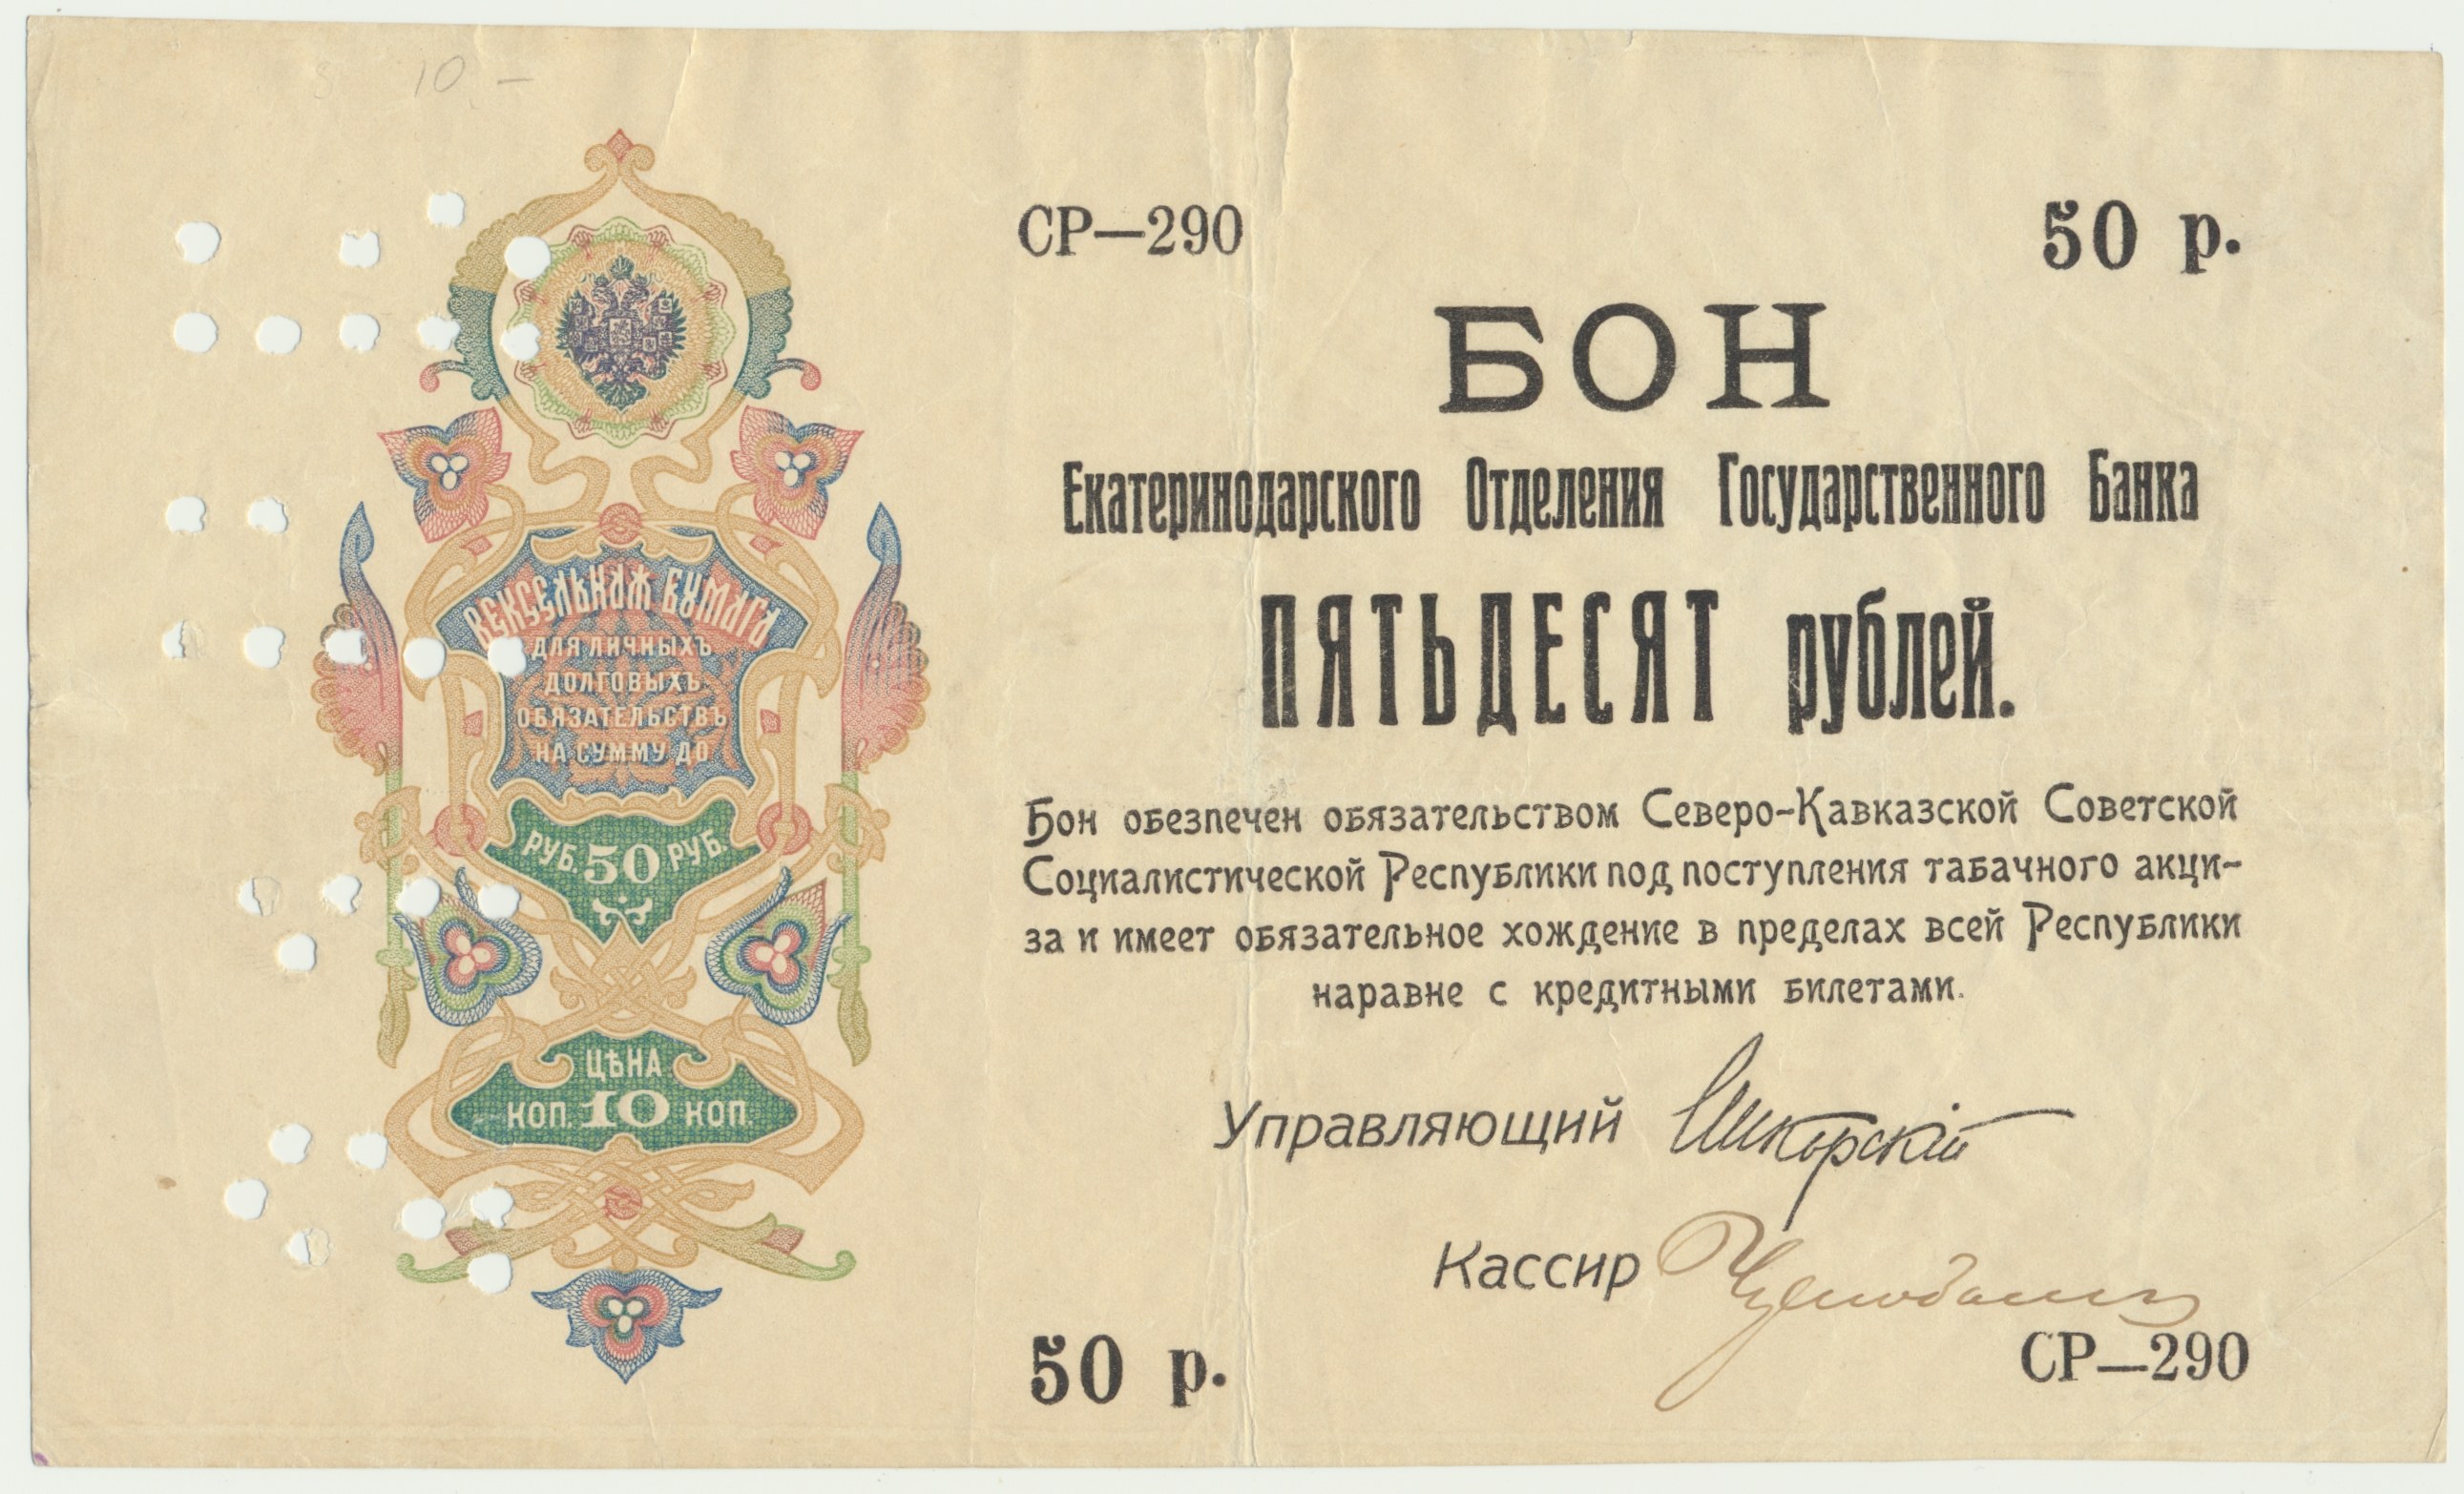 10.-
СР—290
50 р.
БОН
Екатеринодарского Отделения Государственного Банка
ПЯТЬДЕСЯТ рублей.
Бон обезпечен обязательством Северо-Кавказской Советской
Социалистической Республики под поступления табачного акци-
за и имеет обязательное хождение в пределах всей Республики
наравне с кредитными билетами.
Управляющий
Кассир
50 р.
СР—290
ВЕКСЕЛЬНАЯ БУМАГА
ДЛЯ ЛИЧНЫХЪ
ДОЛГОВЫХЪ
ОБЯЗАТЕЛЬСТВЪ
НА СУММУ ДО
РУБ. 50 РУБ.
ЦѢНА
КОП. 10 КОП.